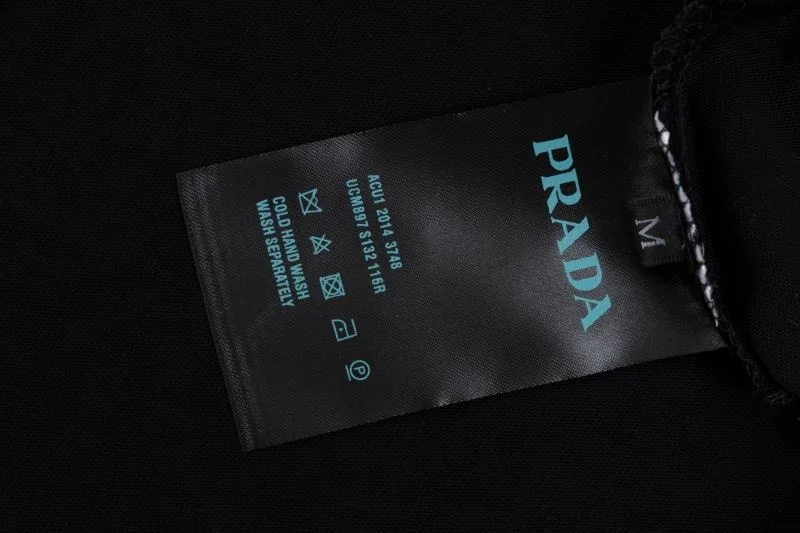 PRADA
M
ACU1 2014 3748
UCM897 S132 116R
P
COLD HAND WASH
WASH SEPARATELY